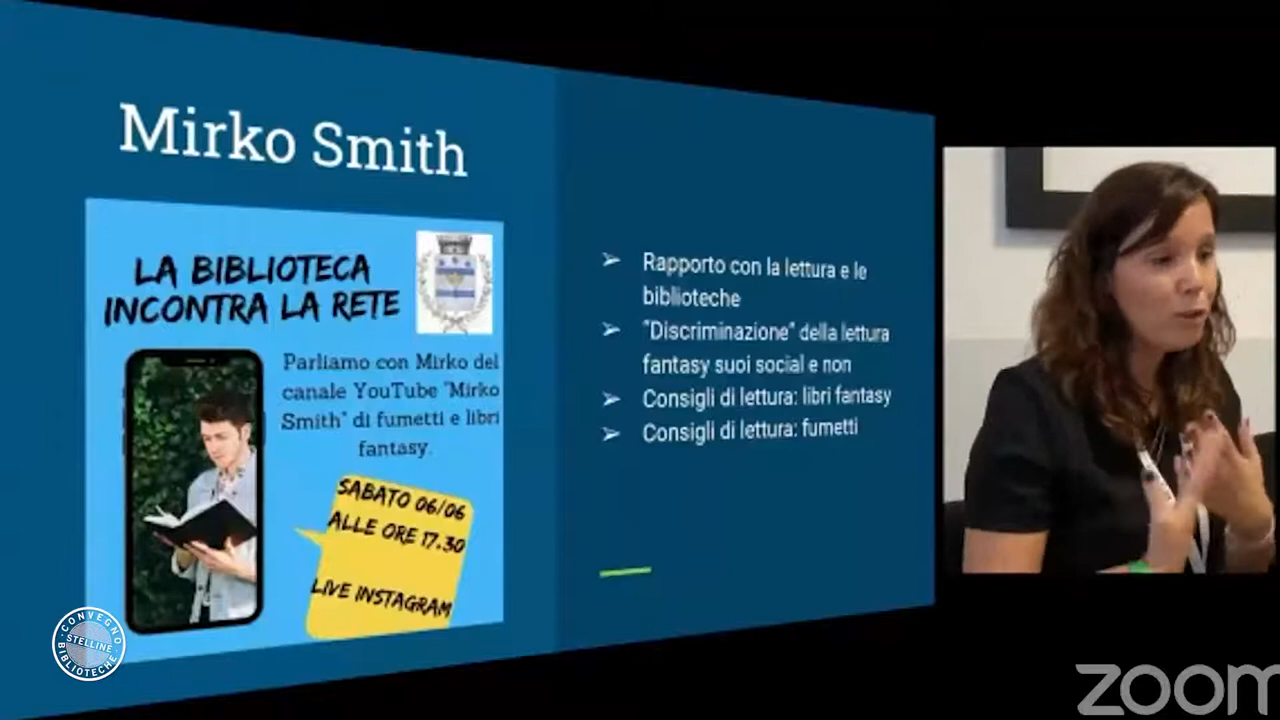 Mirko Smith
LA BIBLIOTECA
INCONTRA LA RETE
Parliamo con Mirko del
canale YouTube "Mirko
Smith" di fumetti e libri
fantasy.
SABATO 06/06
ALLE ORE 17.30
LIVE INSTAGRAM
➢ Rapporto con la lettura e le
biblioteche
➢ "Discriminazione" della lettura
fantasy suoi social e non
➢ Consigli di lettura: libri fantasy
➢ Consigli di lettura: fumetti
CONVEGNO
STELLINE
BIBLIOTECHE
zoom